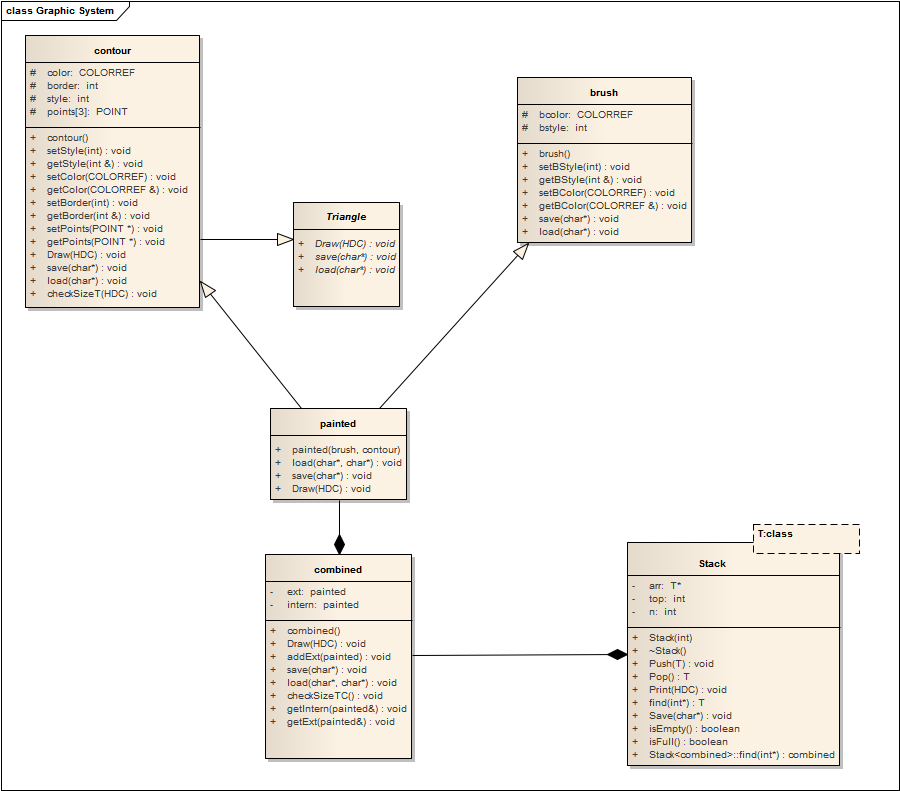 class Graphic System
contour
# color: COLORREF
# border: int
# style: int
# points[3]: POINT
+ contour()
+ setStyle(int) : void
+ getStyle(int &) : void
+ setColor(COLORREF) : void
+ getColor(COLORREF &) : void
+ setBorder(int) : void
+ getBorder(int &) : void
+ setPoints(POINT *) : void
+ getPoints(POINT *) : void
+ Draw(HDC) : void
+ save(char*) : void
+ load(char*) : void
+ checkSizeT(HDC) : void
brush
# bcolor: COLORREF
# bstyle: int
+ brush()
+ setBStyle(int) : void
+ getBStyle(int &) : void
+ setBColor(COLORREF) : void
+ getBColor(COLORREF &) : void
+ save(char*) : void
+ load(char*) : void
Triangle
+ Draw(HDC) : void
+ save(char*) : void
+ load(char*) : void
painted
+ painted(brush, contour)
+ load(char*, char*) : void
+ save(char*) : void
+ Draw(HDC) : void
combined
- ext: painted
- intern: painted
+ combined()
+ Draw(HDC) : void
+ addExt(painted) : void
+ save(char*) : void
+ load(char*, char*) : void
+ checkSizeTC() : void
+ getIntern(painted&) : void
+ getExt(painted&) : void
T:class
Stack
- arr: T*
- top: int
- n: int
+ Stack(int)
+ ~Stack()
+ Push(T) : void
+ Pop() : T
+ Print(HDC) : void
+ find(int*) : T
+ Save(char*) : void
+ isEmpty() : boolean
+ isFull() : boolean
+ Stack<combined>::find(int*) : combined